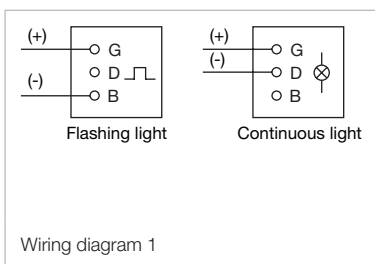 (+)
G
(-)
D
B
Flashing light
(+)
G
(-)
D
B
Continuous light
Wiring diagram 1